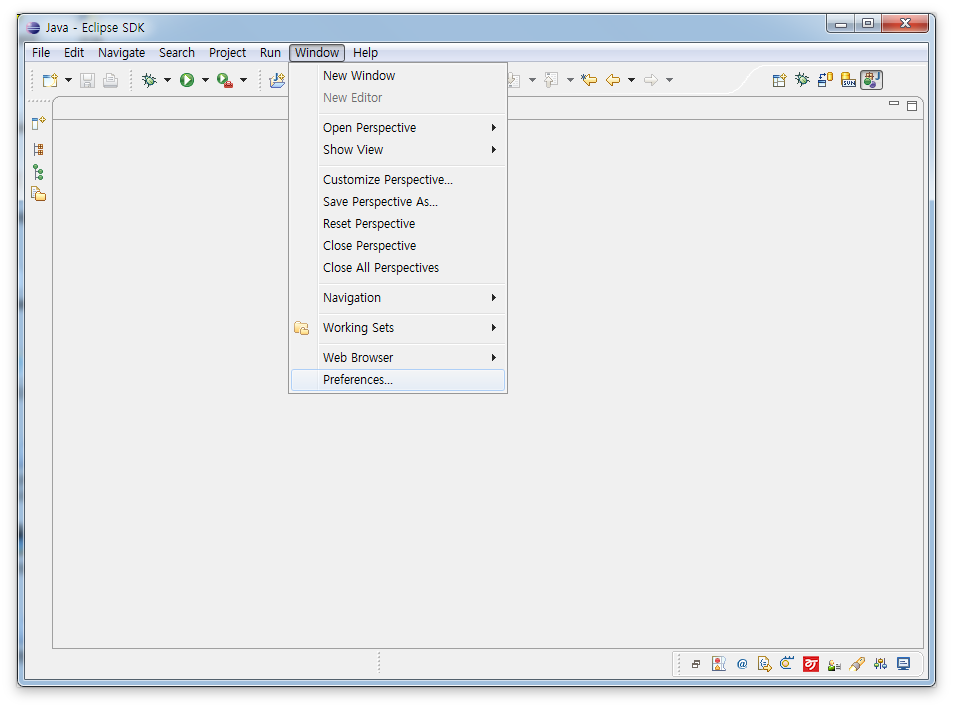 Java - Eclipse SDK
File Edit Navigate Search Project Run Window Help
New Window
New Editor
Open Perspective
Show View
Customize Perspective...
Save Perspective As...
Reset Perspective
Close Perspective
Close All Perspectives
Navigation
Working Sets
Web Browser
Preferences...